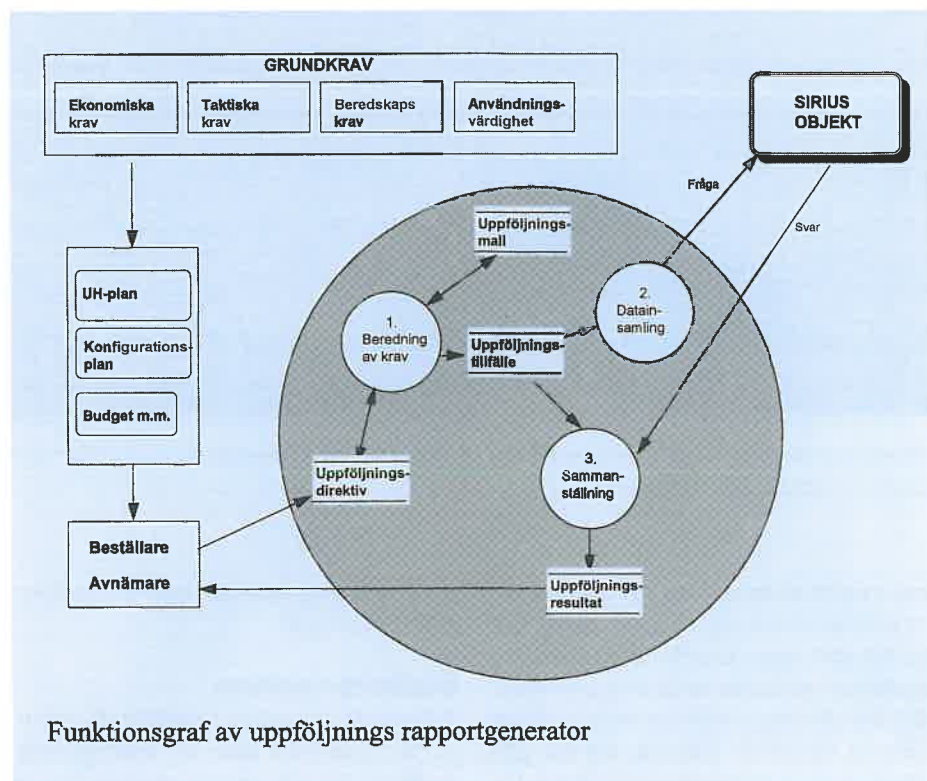 GRUNDKRAV
Ekonomiska
krav
Taktiska
krav
Beredskaps
krav
Användnings-
värdighet
SIRIUS
OBJEKT
Fråga
Svar
Uppföljnings-
mall
UH-plan
Konfigurations-
plan
Budget m.m.
1.
Beredning
av krav
Uppföljnings-
tillfälle
2.
Datain-
samling
Uppföljnings-
direktiv
3.
Samman-
ställning
Beställare
Avnämare
Uppföljnings-
resultat
Funktionsgraf av uppföljnings rapportgenerator